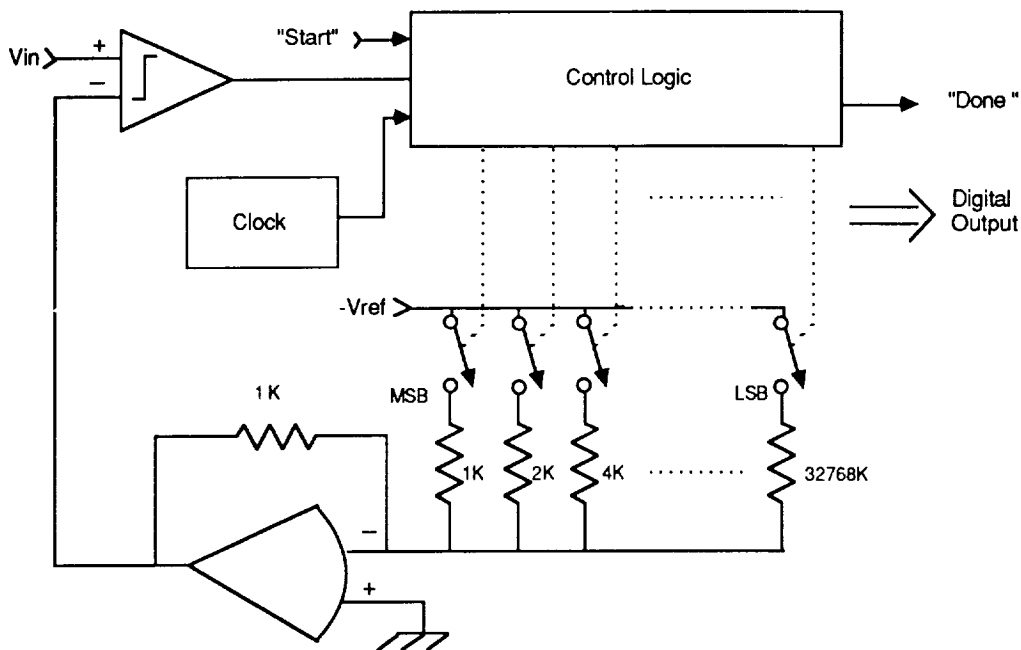 "Start"
Vin
+
−
Control Logic
"Done "
Clock
Digital
Output
-Vref
MSB
LSB
1K
1K
2K
4K
32768K
−
+